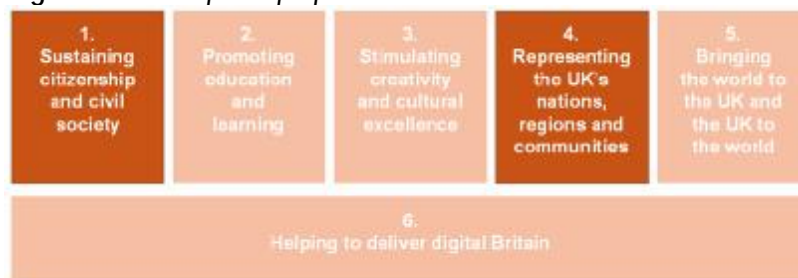 1.
Sustaining
citizenship
and civil
society
2.
Promoting
education
and
learning
3.
Stimulating
creativity
and cultural
excellence
4.
Representing
the UK's
nations,
regions and
communities
5.
Bringing
the world to
the UK and
the UK to
the world
6.
Helping to deliver digital Britain